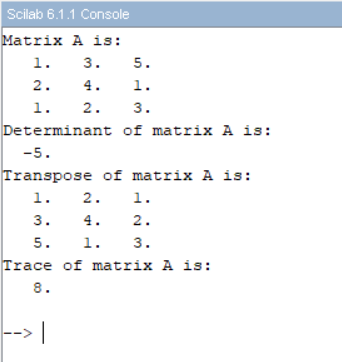 Scilab 6.1.1 Console
Matrix A is:
1. 3. 5.
2. 4. 1.
1. 2. 3.
Determinant of matrix A is:
-5.
Transpose of matrix A is:
1. 2. 1.
3. 4. 2.
5. 1. 3.
Trace of matrix A is:
8.
-->